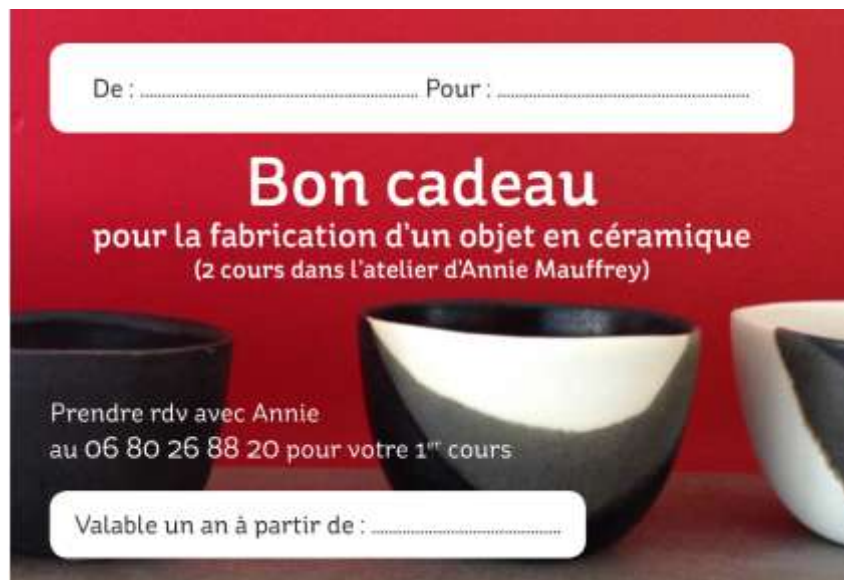 De : ........................................ Pour : ........................................
Bon cadeau
pour la fabrication d'un objet en céramique
(2 cours dans l'atelier d'Annie Mauffrey)
Prendre rdv avec Annie
au 06 80 26 88 20 pour votre 1er cours
Valable un an à partir de : ........................................